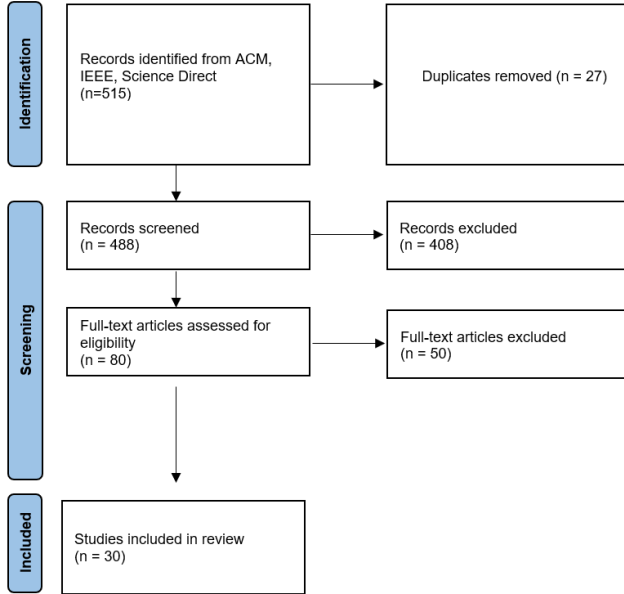 Identification
Records identified from ACM,
IEEE, Science Direct
(n=515)
Duplicates removed (n = 27)
Screening
Records screened
(n = 488)
Records excluded
(n = 408)
Full-text articles assessed for
eligibility
(n = 80)
Full-text articles excluded
(n = 50)
Included
Studies included in review
(n = 30)